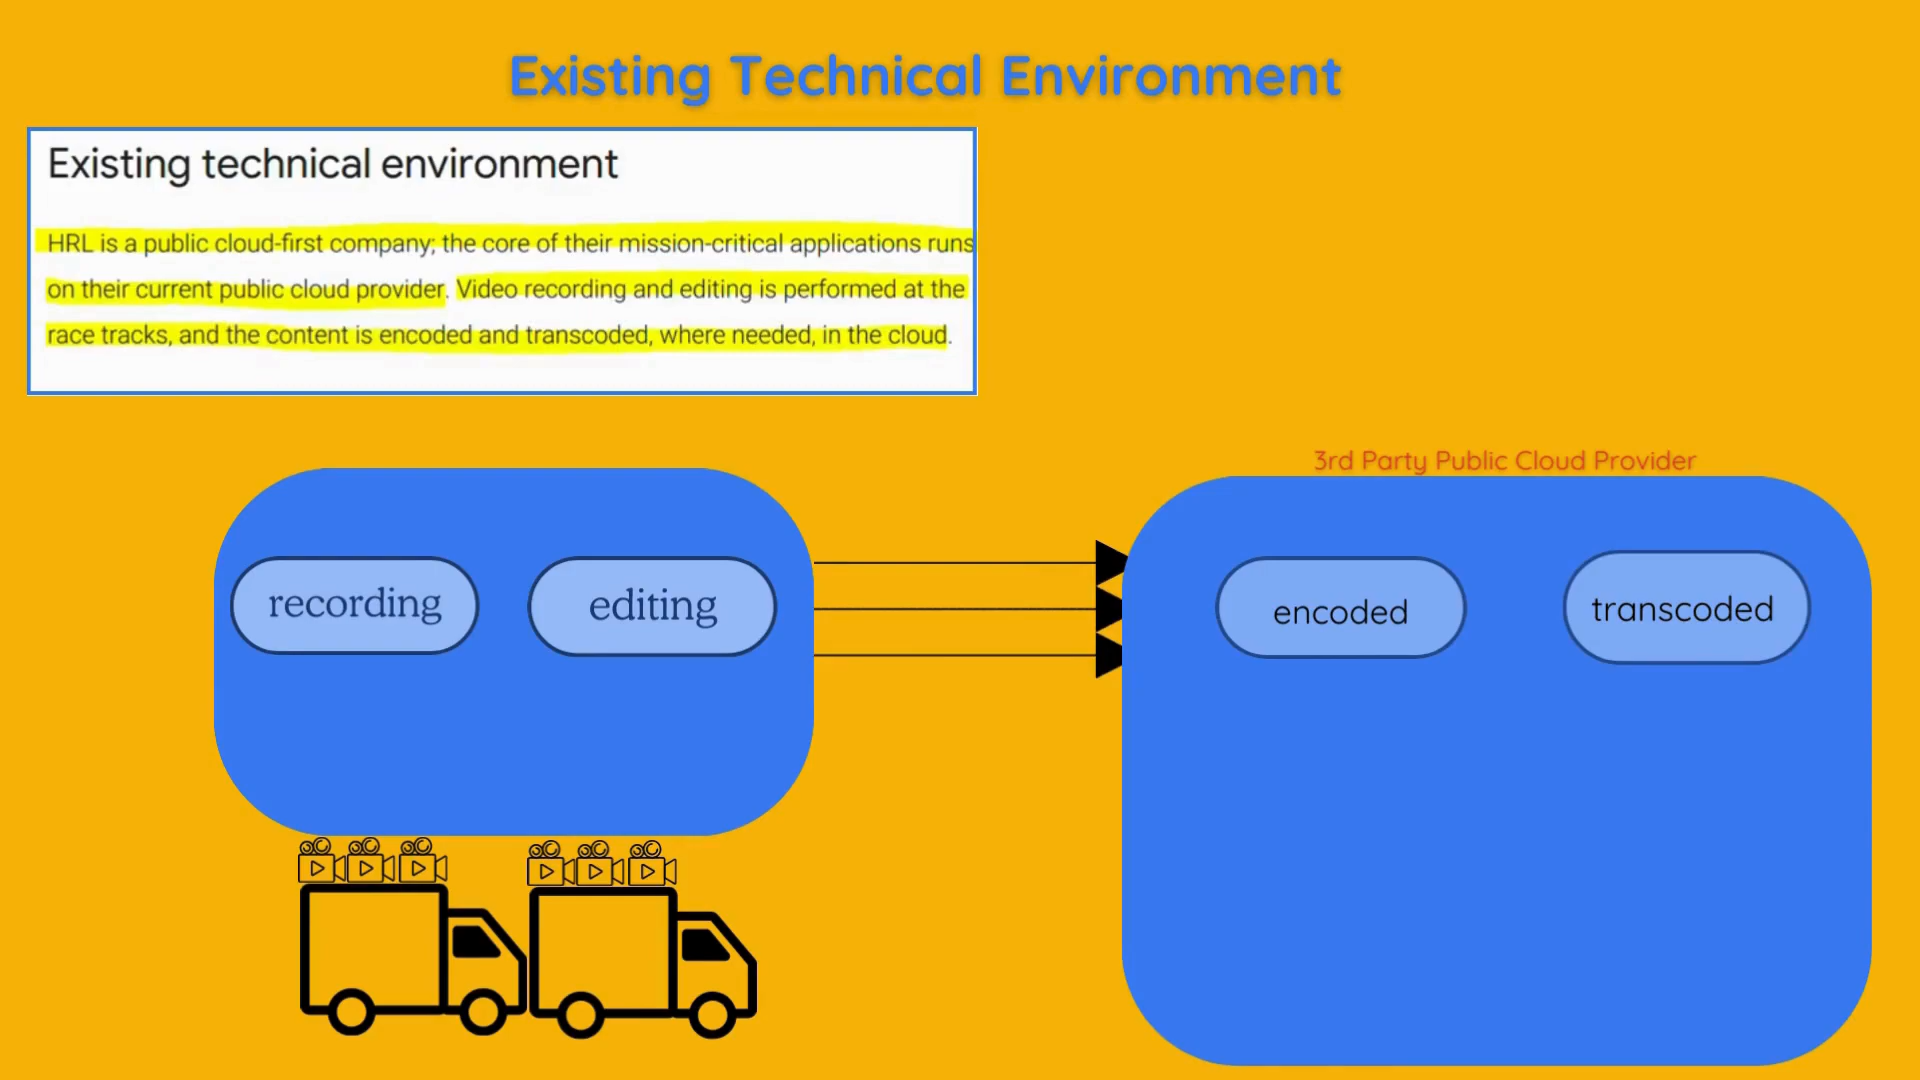 Existing Technical Environment
Existing technical environment
HRL is a public cloud-first company; the core of their mission-critical applications runs
on their current public cloud provider. Video recording and editing is performed at the
race tracks, and the content is encoded and transcoded, where needed, in the cloud.
3rd Party Public Cloud Provider
recording
editing
encoded
transcoded